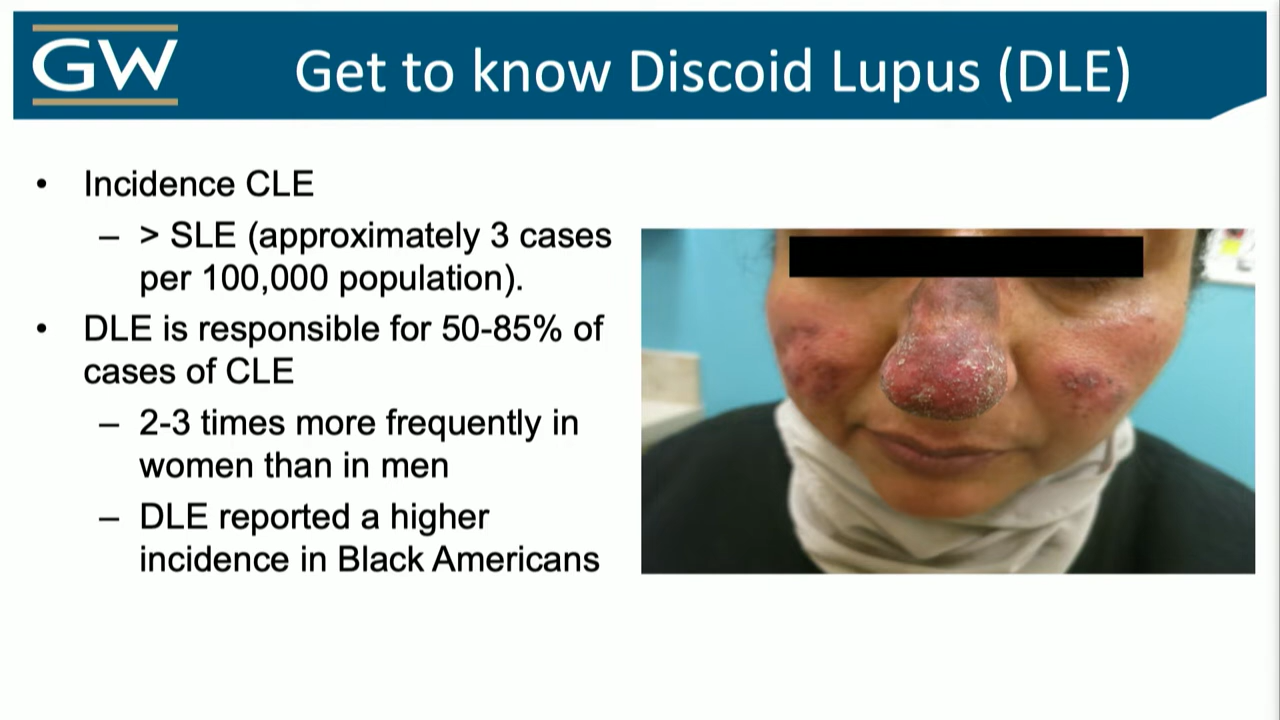 GW
Get to know Discoid Lupus (DLE)
• Incidence CLE
– > SLE (approximately 3 cases
per 100,000 population).
• DLE is responsible for 50-85% of
cases of CLE
– 2-3 times more frequently in
women than in men
– DLE reported a higher
incidence in Black Americans